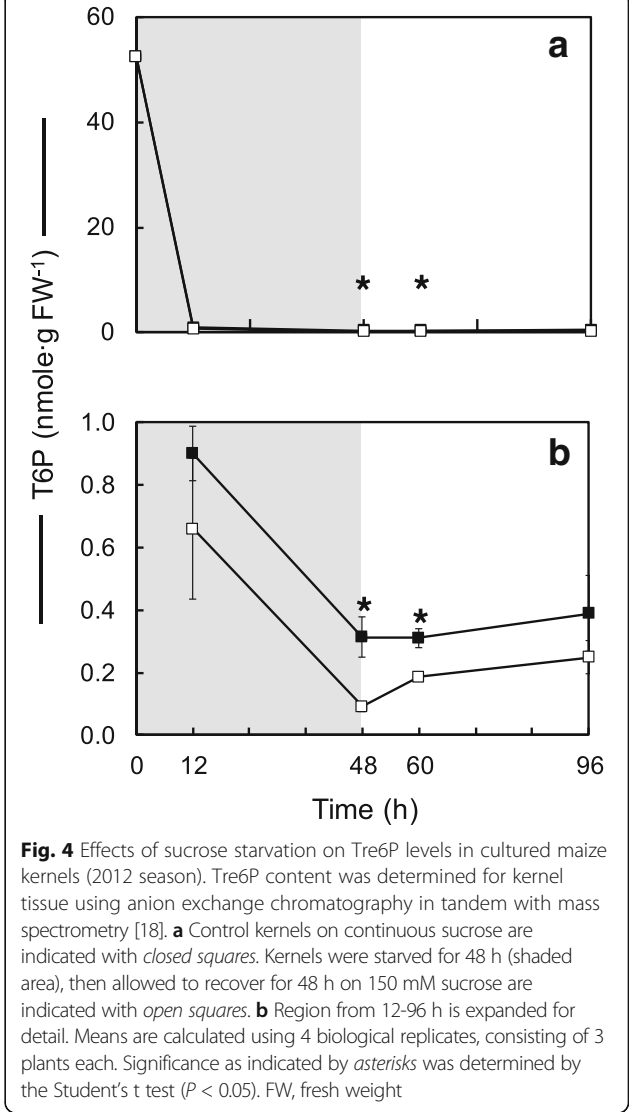 60
a
40
20
* *
0
T6P (nmole·g FW⁻¹)
1.0
b
0.8
0.6
0.4
* *
0.2
0.0
0 12 48 60 96
Time (h)
Fig. 4 Effects of sucrose starvation on Tre6P levels in cultured maize
kernels (2012 season). Tre6P content was determined for kernel
tissue using anion exchange chromatography in tandem with mass
spectrometry [18]. a Control kernels on continuous sucrose are
indicated with closed squares. Kernels were starved for 48 h (shaded
area), then allowed to recover for 48 h on 150 mM sucrose are
indicated with open squares. b Region from 12-96 h is expanded for
detail. Means are calculated using 4 biological replicates, consisting of 3
plants each. Significance as indicated by asterisks was determined by
the Student's t test (P < 0.05). FW, fresh weight